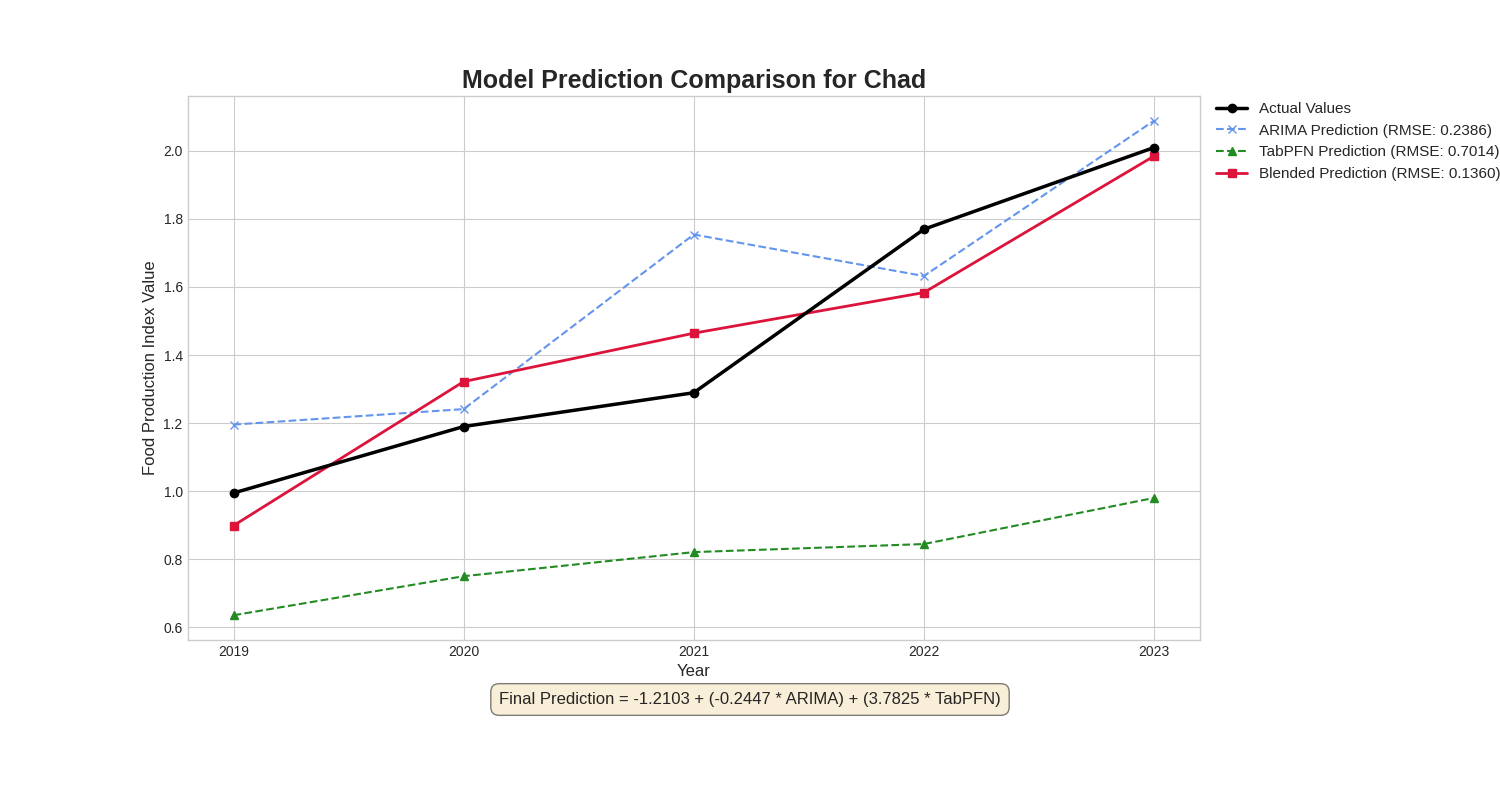 Model Prediction Comparison for Chad
Actual Values
ARIMA Prediction (RMSE: 0.2386)
TabPFN Prediction (RMSE: 0.7014)
Blended Prediction (RMSE: 0.1360)
Food Production Index Value
2.0
1.8
1.6
1.4
1.2
1.0
0.8
0.6
2019 2020 2021 2022 2023
Year
Final Prediction = -1.2103 + (-0.2447 * ARIMA) + (3.7825 * TabPFN)